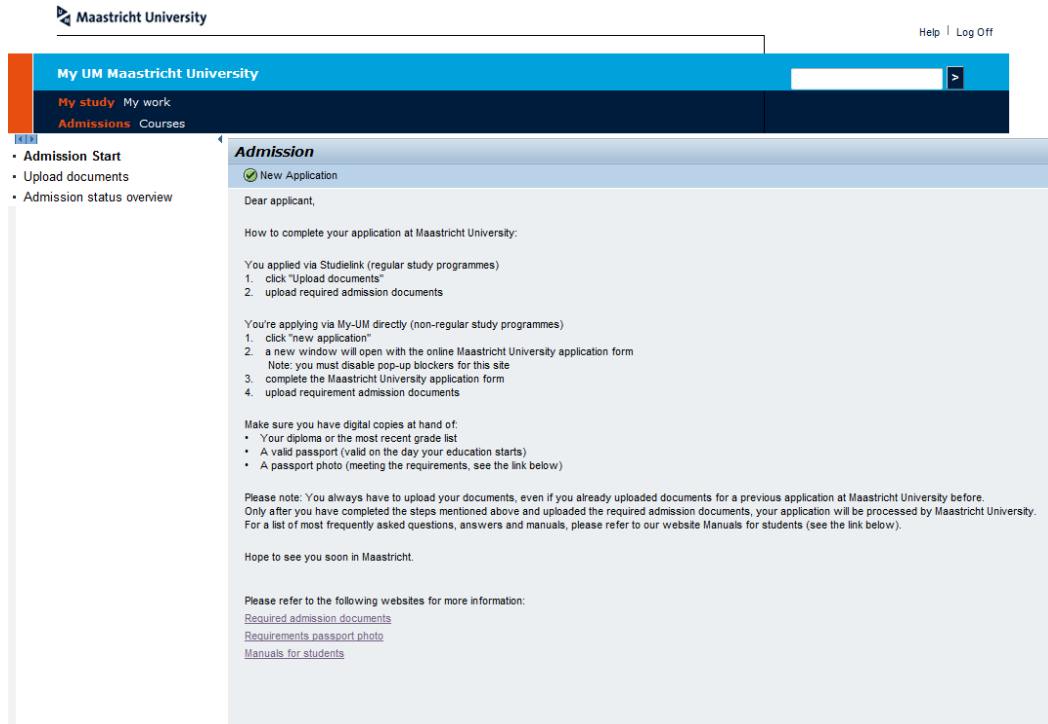 Maastricht University
Help | Log Off
My UM Maastricht University
>
My study My work
Admissions Courses
Admission
• Admission Start
• Upload documents
• Admission status overview
New Application
Dear applicant,
How to complete your application at Maastricht University:
You applied via Studielink (regular study programmes)
1. click "Upload documents"
2. upload required admission documents
You're applying via My-UM directly (non-regular study programmes)
1. click "new application"
2. a new window will open with the online Maastricht University application form
Note: you must disable pop-up blockers for this site
3. complete the Maastricht University application form
4. upload requirement admission documents
Make sure you have digital copies at hand of:
• Your diploma or the most recent grade list
• A valid passport (valid on the day your education starts)
• A passport photo (meeting the requirements, see the link below)
Please note: You always have to upload your documents, even if you already uploaded documents for a previous application at Maastricht University before.
Only after you have completed the steps mentioned above and uploaded the required admission documents, your application will be processed by Maastricht University.
For a list of most frequently asked questions, answers and manuals, please refer to our website Manuals for students (see the link below).
Hope to see you soon in Maastricht.
Please refer to the following websites for more information:
Required admission documents
Requirements passport photo
Manuals for students